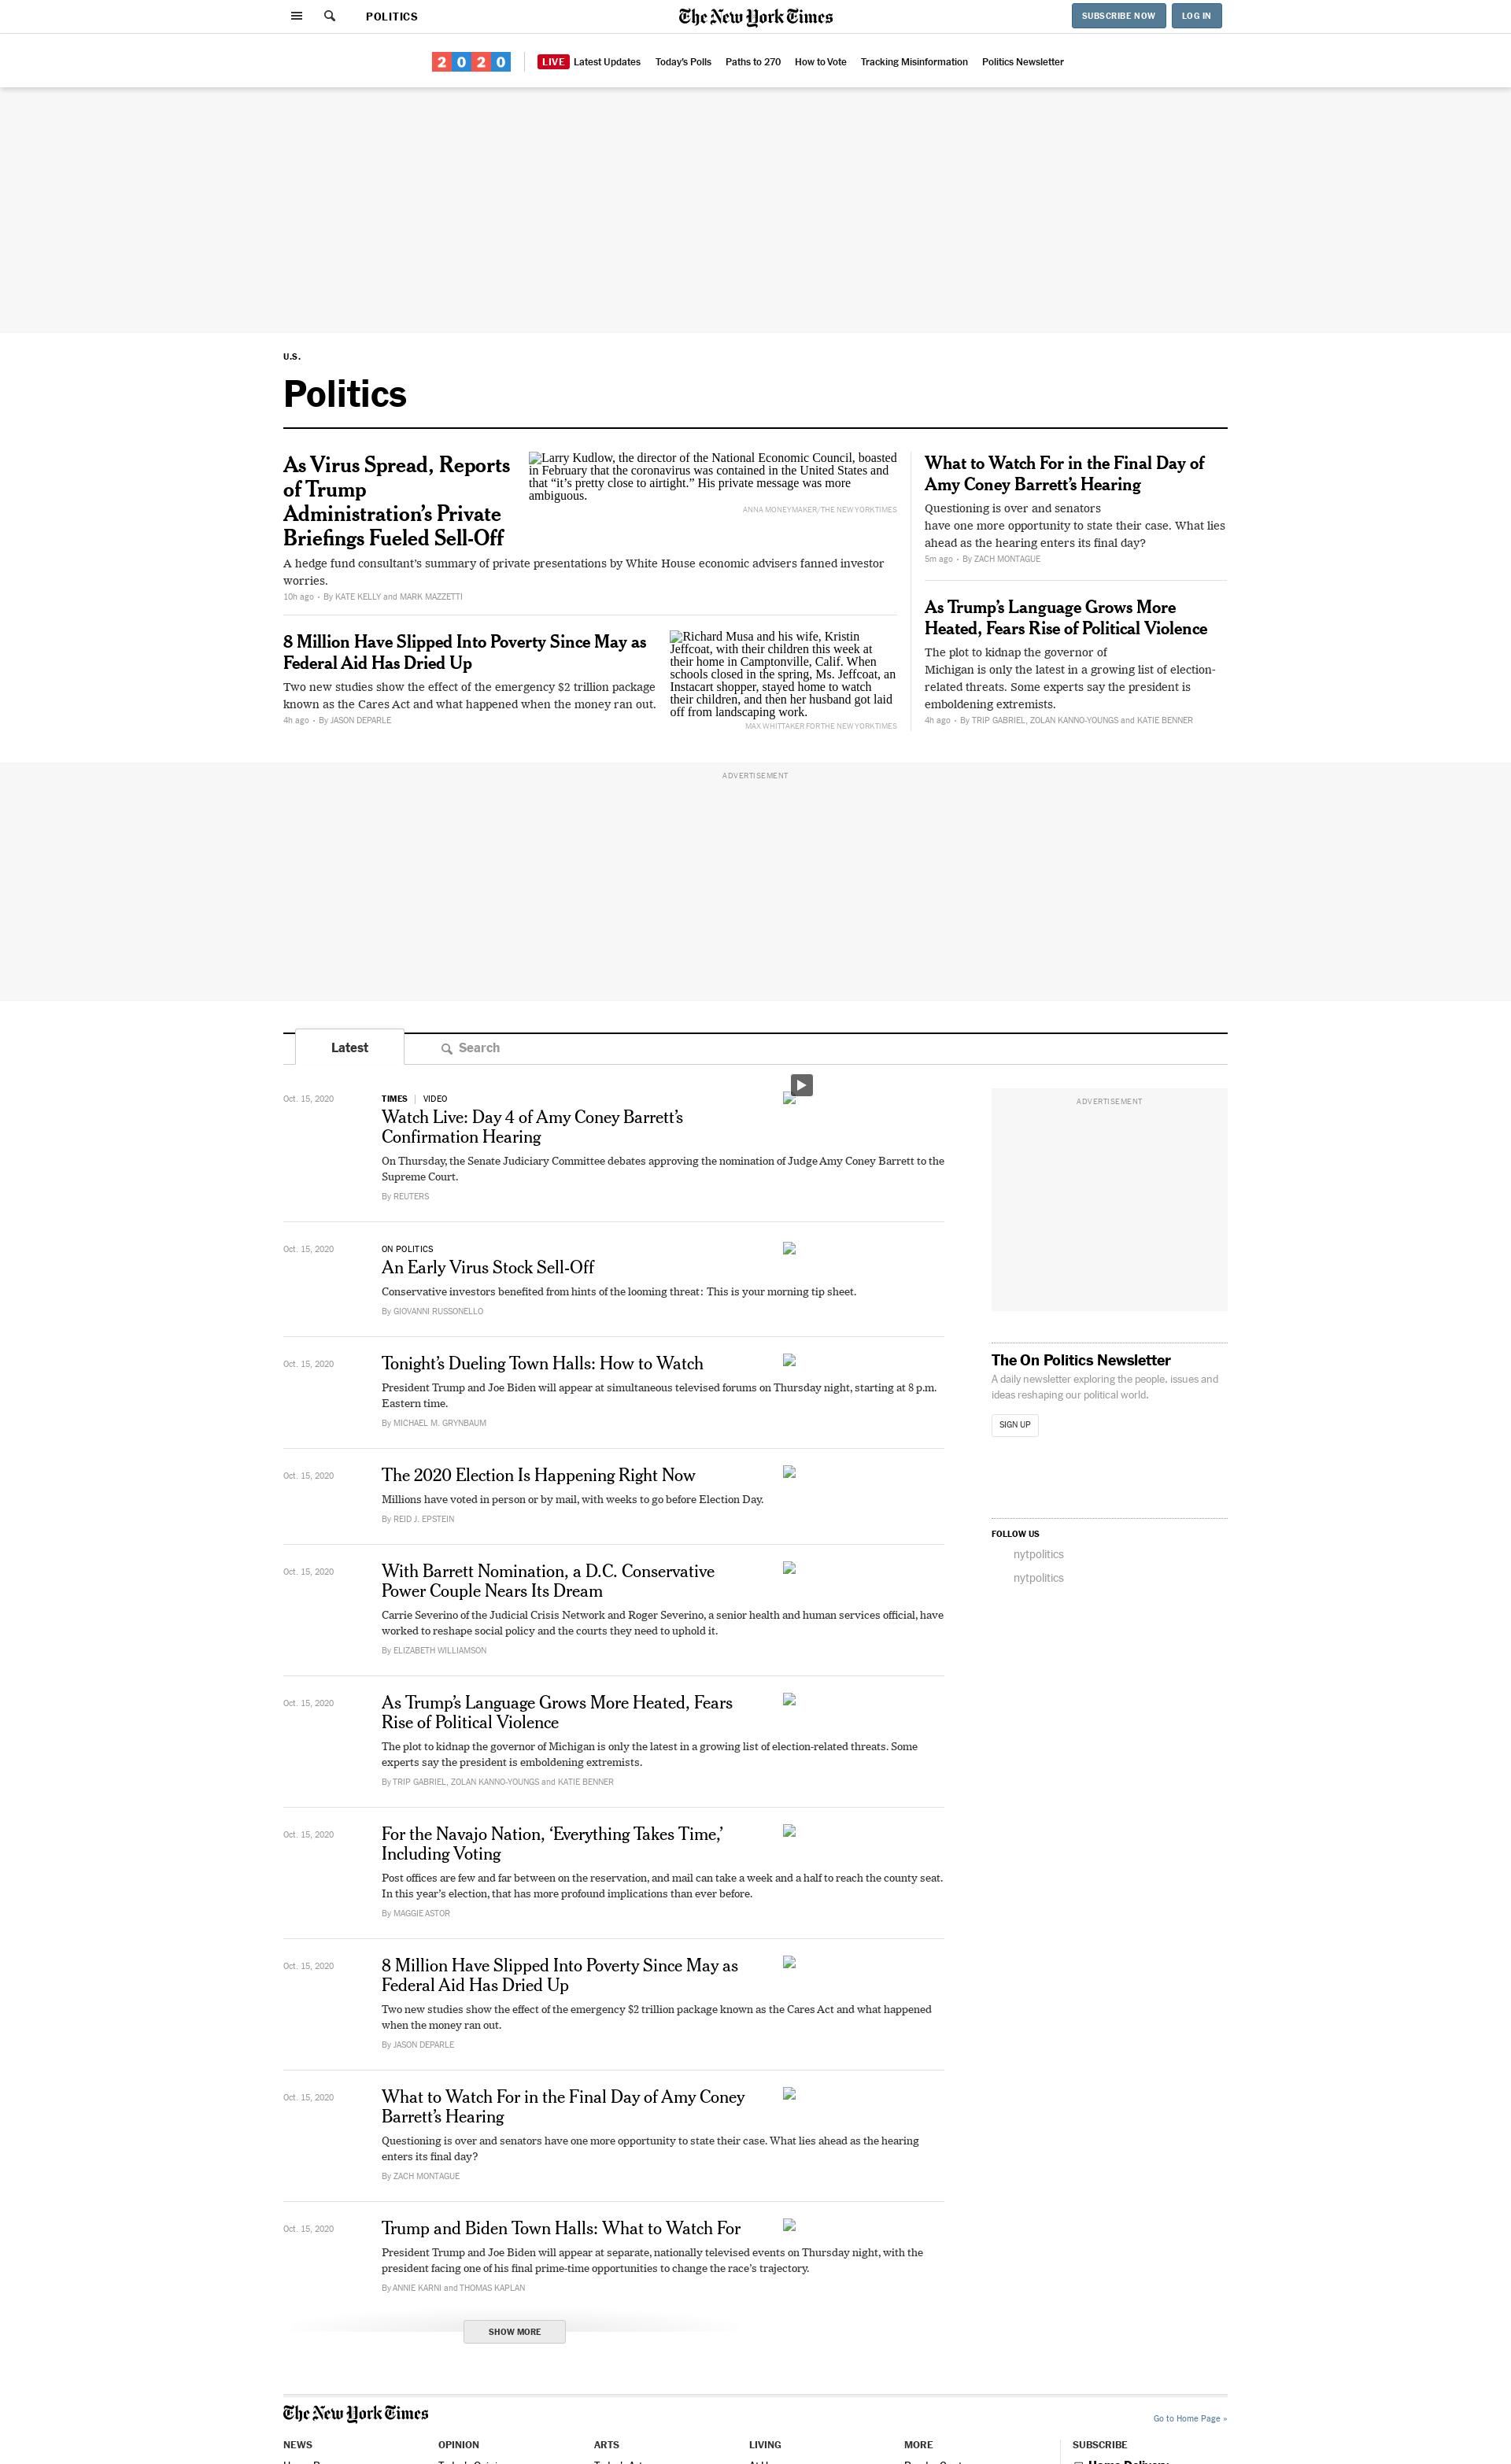 POLITICS
The New York Times
SUBSCRIBE NOW
LOG IN
2020
LIVE Latest Updates
Today's Polls
Paths to 270
How to Vote
Tracking Misinformation
Politics Newsletter
U.S.
Politics
As Virus Spread, Reports
of Trump
Administration's Private
Briefings Fueled Sell-Off
Larry Kudlow, the director of the National Economic Council, boasted
in February that the coronavirus was contained in the United States and
that “it's pretty close to airtight.” His private message was more
ambiguous.
ANNA MONEYMAKER/THE NEW YORK TIMES
A hedge fund consultant's summary of private presentations by White House economic advisers fanned investor
worries.
10h ago • By KATE KELLY and MARK MAZZETTI
8 Million Have Slipped Into Poverty Since May as
Federal Aid Has Dried Up
Two new studies show the effect of the emergency $2 trillion package
known as the Cares Act and what happened when the money ran out.
4h ago • By JASON DEPARLE
Richard Musa and his wife, Kristin
Jeffcoat, with their children this week at
their home in Camptonville, Calif. When
schools closed in the spring, Ms. Jeffcoat, an
Instacart shopper, stayed home to watch
their children, and then her husband got laid
off from landscaping work.
MAX WHITTAKER FOR THE NEW YORK TIMES
What to Watch For in the Final Day of
Amy Coney Barrett's Hearing
Questioning is over and senators
have one more opportunity to state their case. What lies
ahead as the hearing enters its final day?
5m ago • By ZACH MONTAGUE
As Trump's Language Grows More
Heated, Fears Rise of Political Violence
The plot to kidnap the governor of
Michigan is only the latest in a growing list of election-
related threats. Some experts say the president is
emboldening extremists.
4h ago • By TRIP GABRIEL, ZOLAN KANNO-YOUNGS and KATIE BENNER
ADVERTISEMENT
Latest
Search
Oct. 15, 2020
TIMES | VIDEO
Watch Live: Day 4 of Amy Coney Barrett's
Confirmation Hearing
On Thursday, the Senate Judiciary Committee debates approving the nomination of Judge Amy Coney Barrett to the
Supreme Court.
By REUTERS
Oct. 15, 2020
ON POLITICS
An Early Virus Stock Sell-Off
Conservative investors benefited from hints of the looming threat: This is your morning tip sheet.
By GIOVANNI RUSSONELLO
Oct. 15, 2020
Tonight's Dueling Town Halls: How to Watch
President Trump and Joe Biden will appear at simultaneous televised forums on Thursday night, starting at 8 p.m.
Eastern time.
By MICHAEL M. GRYNBAUM
Oct. 15, 2020
The 2020 Election Is Happening Right Now
Millions have voted in person or by mail, with weeks to go before Election Day.
By REID J. EPSTEIN
Oct. 15, 2020
With Barrett Nomination, a D.C. Conservative
Power Couple Nears Its Dream
Carrie Severino of the Judicial Crisis Network and Roger Severino, a senior health and human services official, have
worked to reshape social policy and the courts they need to uphold it.
By ELIZABETH WILLIAMSON
Oct. 15, 2020
As Trump's Language Grows More Heated, Fears
Rise of Political Violence
The plot to kidnap the governor of Michigan is only the latest in a growing list of election-related threats. Some
experts say the president is emboldening extremists.
By TRIP GABRIEL, ZOLAN KANNO-YOUNGS and KATIE BENNER
Oct. 15, 2020
For the Navajo Nation, ‘Everything Takes Time,’
Including Voting
Post offices are few and far between on the reservation, and mail can take a week and a half to reach the county seat.
In this year's election, that has more profound implications than ever before.
By MAGGIE ASTOR
Oct. 15, 2020
8 Million Have Slipped Into Poverty Since May as
Federal Aid Has Dried Up
Two new studies show the effect of the emergency $2 trillion package known as the Cares Act and what happened
when the money ran out.
By JASON DEPARLE
Oct. 15, 2020
What to Watch For in the Final Day of Amy Coney
Barrett's Hearing
Questioning is over and senators have one more opportunity to state their case. What lies ahead as the hearing
enters its final day?
By ZACH MONTAGUE
Oct. 15, 2020
Trump and Biden Town Halls: What to Watch For
President Trump and Joe Biden will appear at separate, nationally televised events on Thursday night, with the
president facing one of his final prime-time opportunities to change the race's trajectory.
By ANNIE KARNI and THOMAS KAPLAN
SHOW MORE
ADVERTISEMENT
The On Politics Newsletter
A daily newsletter exploring the people, issues and
ideas reshaping our political world.
SIGN UP
FOLLOW US
nytpolitics
nytpolitics
The New York Times
Go to Home Page »
NEWS
OPINION
ARTS
LIVING
MORE
SUBSCRIBE